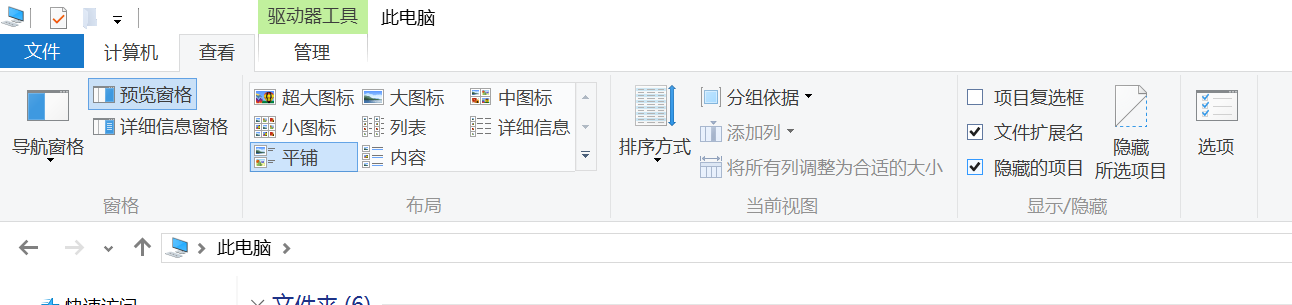 驱动器工具 此电脑
文件 计算机 查看 管理
预览窗格
详细信息窗格
导航窗格
窗格
超大图标 大图标 中图标
小图标 列表 详细信息
平铺 内容
布局
排序方式
分组依据
添加列
将所有列调整为合适的大小
当前视图
项目复选框
文件扩展名
隐藏的项目
隐藏
所选项目
显示/隐藏
选项
此电脑
快速访问 文件夹 (6)